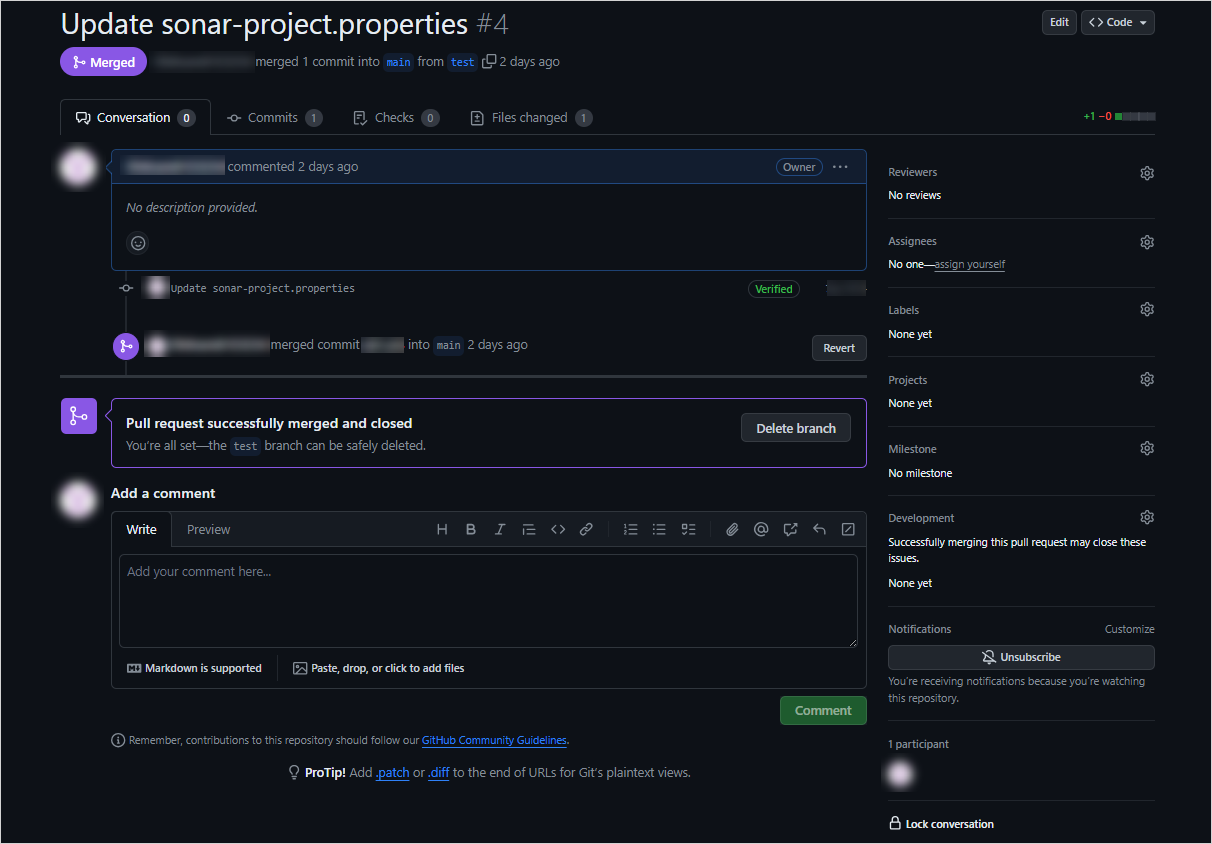 Update sonar-project.properties #4
Edit
Code
Merged
merged 1 commit into main from test 2 days ago
Conversation 0
Commits 1
Checks 0
Files changed 1
+1 −0
commented 2 days ago
Owner
No description provided.
Update sonar-project.properties
Verified
merged commit into main 2 days ago
Revert
Pull request successfully merged and closed
You're all set—the test branch can be safely deleted.
Delete branch
Add a comment
Write
Preview
Add your comment here...
Markdown is supported
Paste, drop, or click to add files
Comment
Remember, contributions to this repository should follow our GitHub Community Guidelines.
ProTip! Add .patch or .diff to the end of URLs for Git's plaintext views.
Reviewers
No reviews
Assignees
No one—assign yourself
Labels
None yet
Projects
None yet
Milestone
No milestone
Development
Successfully merging this pull request may close these
issues.
None yet
Notifications
Customize
Unsubscribe
You're receiving notifications because you're watching
this repository.
1 participant
Lock conversation